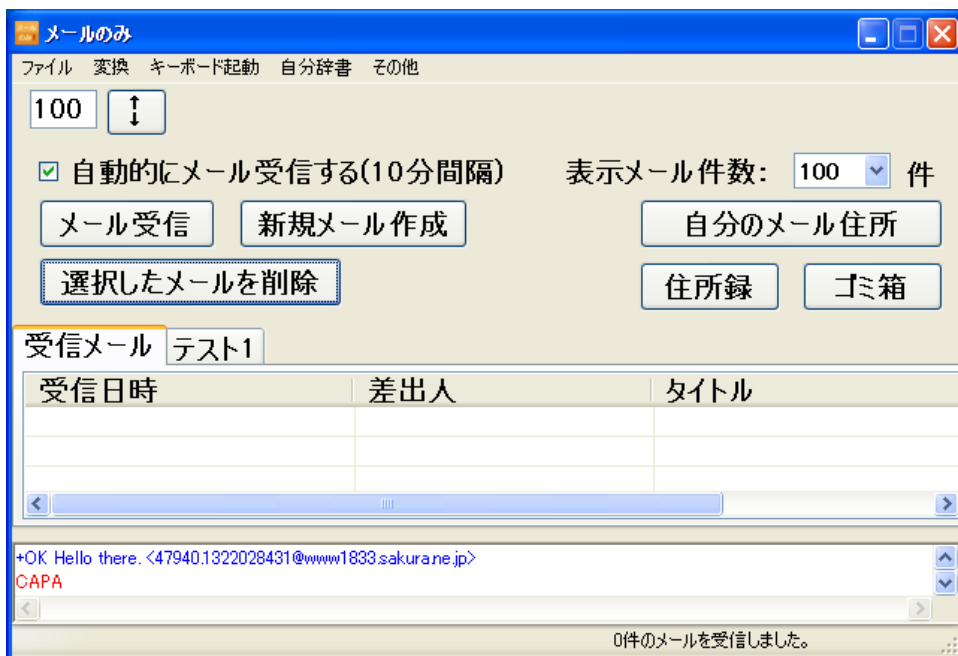 メールのみ
ファイル 変換 キーボード起動 自分辞書 その他
100
自動的にメール受信する(10分間隔) 表示メール件数: 100 件
メール受信 新規メール作成 自分のメール住所
選択したメールを削除 住所録 ゴミ箱
受信メール テスト1
受信日時 差出人 タイトル
+OK Hello there. <47940.1322028431@www1833.sakura.ne.jp>
CAPA
0件のメールを受信しました。